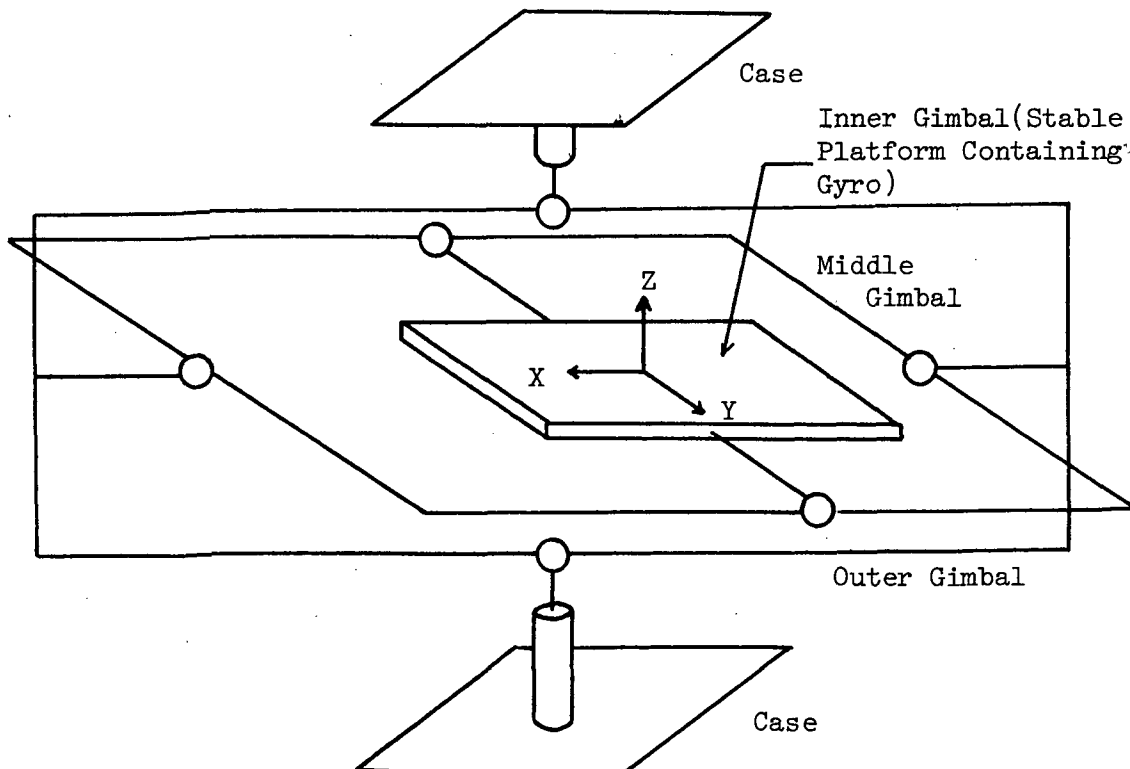 Case
Inner Gimbal(Stable
Platform Containing
Gyro)
Middle
Gimbal
Z
X
Y
Outer Gimbal
Case